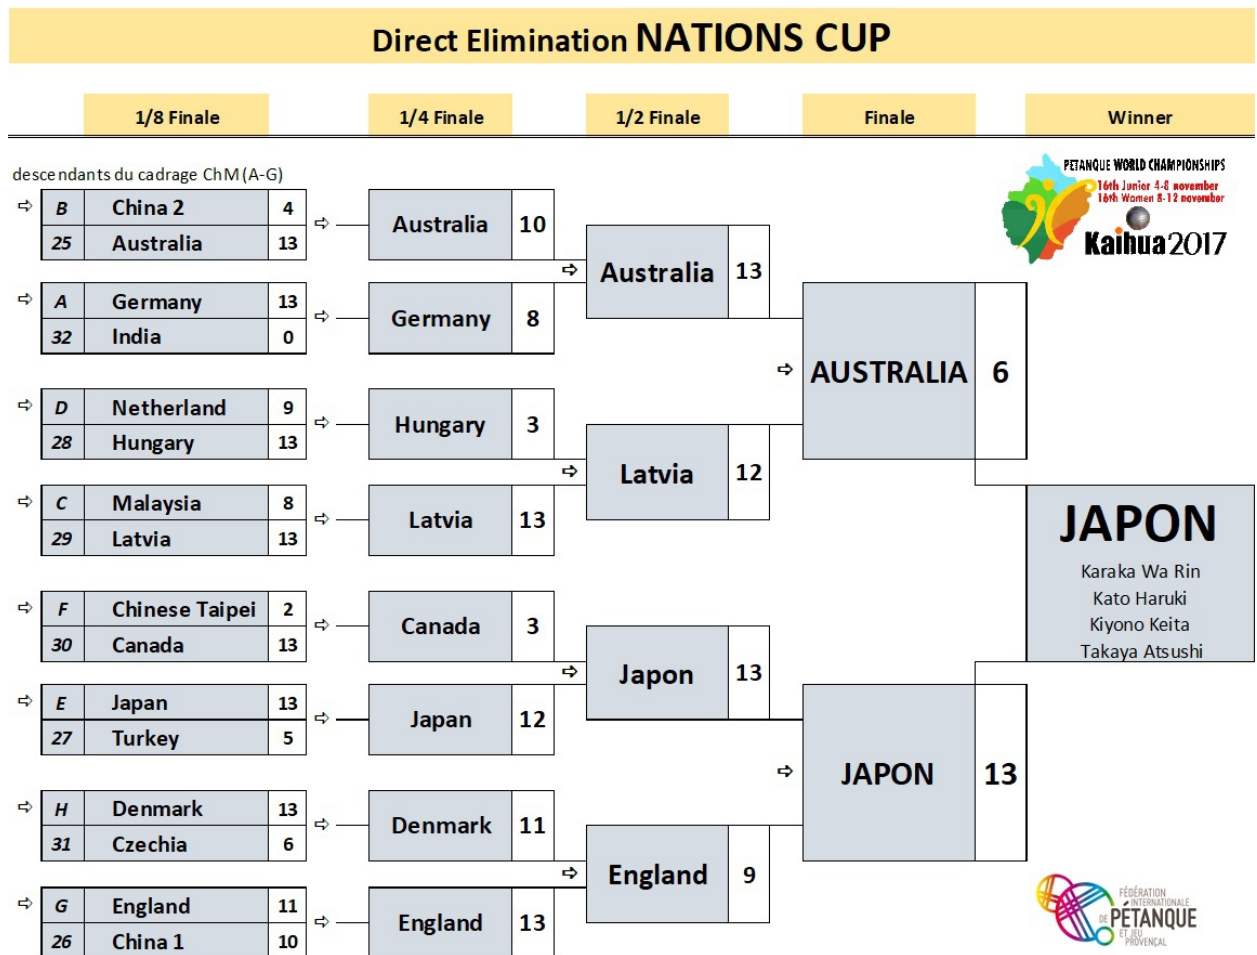 Direct Elimination NATIONS CUP
1/8 Finale 1/4 Finale 1/2 Finale Finale Winner
descendants du cadrage ChM (A-G)
PETANQUE WORLD CHAMPIONSHIPS
16th Junior 4-8 november
16th Women 8-12 november
Kaihua 2017
B China 2 4
25 Australia 13
A Germany 13
32 India 0
D Netherland 9
28 Hungary 13
C Malaysia 8
29 Latvia 13
F Chinese Taipei 2
30 Canada 13
E Japan 13
27 Turkey 5
H Denmark 13
31 Czechia 6
G England 11
26 China 1 10
Australia 10
Germany 8
Hungary 3
Latvia 13
Canada 3
Japan 12
Denmark 11
England 13
Australia 13
Latvia 12
Japon 13
England 9
AUSTRALIA 6
JAPON 13
JAPON
Karaka Wa Rin
Kato Haruki
Kiyono Keita
Takaya Atsushi
FÉDÉRATION
INTERNATIONALE
DE PÉTANQUE
ET JEU
PROVENÇAL